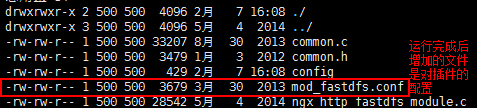 drwxrwxr-x 2 500 500 4096 2月 7 16:08 ./
drwxrwxr-x 5 500 500 4096 5月 4 2014 ../
-rw-rw-r-- 1 500 500 33207 8月 30 2013 common.c
-rw-rw-r-- 1 500 500 3479 1月 3 2012 common.h
-rw-rw-r-- 1 500 500 429 2月 7 16:08 config
-rw-rw-r-- 1 500 500 3679 3月 30 2013 mod_fastdfs.conf
-rw-rw-r-- 1 500 500 28542 5月 4 2014 ngx_http_fastdfs_module.c
运行完成后
增加的文件
是对插件的
配置